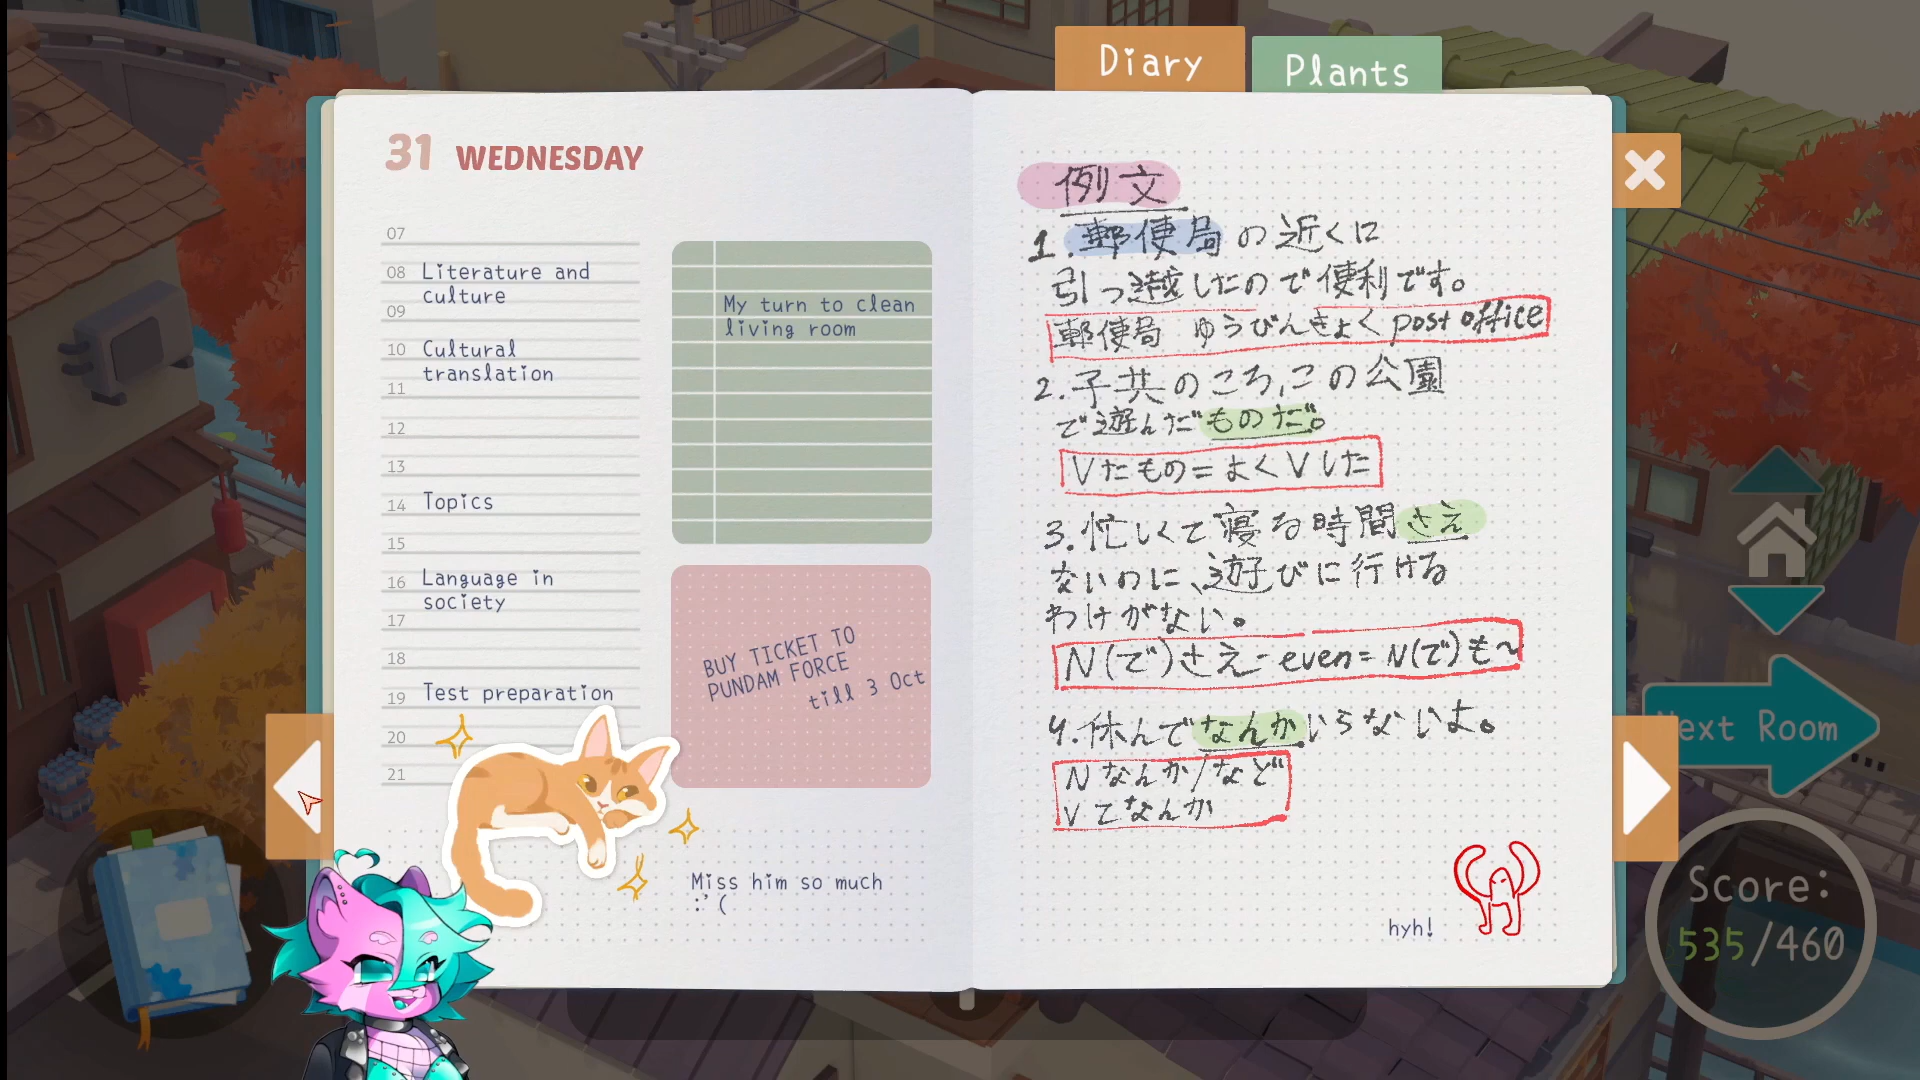 Diary
Plants
31 WEDNESDAY
07
08 Literature and
culture
09
10 Cultural
translation
11
12
13
14 Topics
15
16 Language in
society
17
18
19 Test preparation
20
21
My turn to clean
living room
BUY TICKET TO
PUNDAM FORCE
till 3 Oct
Miss him so much
:'(
例文
1.郵便局の近くに
引っ越したので便利です。
郵便局 ゆうびんきょく post office
2.子供のころ,この公園
で遊んだものだ。
Vたもの=よくVした
3.忙しくて寝る時間さえ
ないのに、遊びに行ける
わけがない。
N(で)さえ-even=N(で)も~
4.休んでなんかいらないよ。
Nなんか/など
Vてなんか
hyh!
Next Room
Score:
535/460